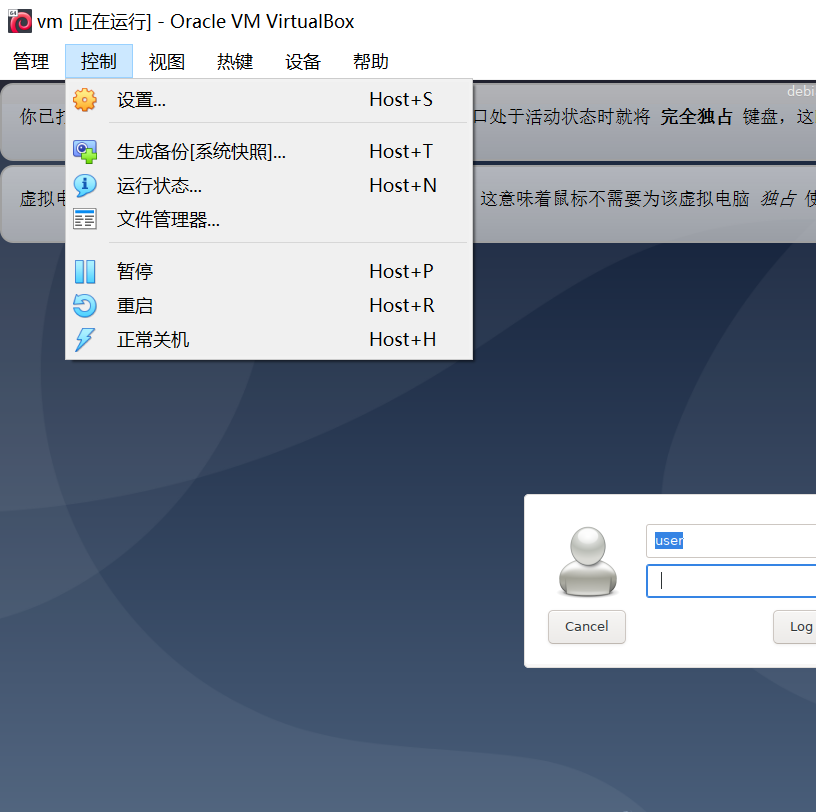 vm [正在运行] - Oracle VM VirtualBox
管理 控制 视图 热键 设备 帮助
debi
设置... Host+S
你已打 口处于活动状态时就将 完全独占 键盘，这
生成备份[系统快照]... Host+T
运行状态... Host+N
虚拟电 这意味着鼠标不需要为该虚拟电脑 独占 使
文件管理器...
暂停 Host+P
重启 Host+R
正常关机 Host+H
user
Cancel Log